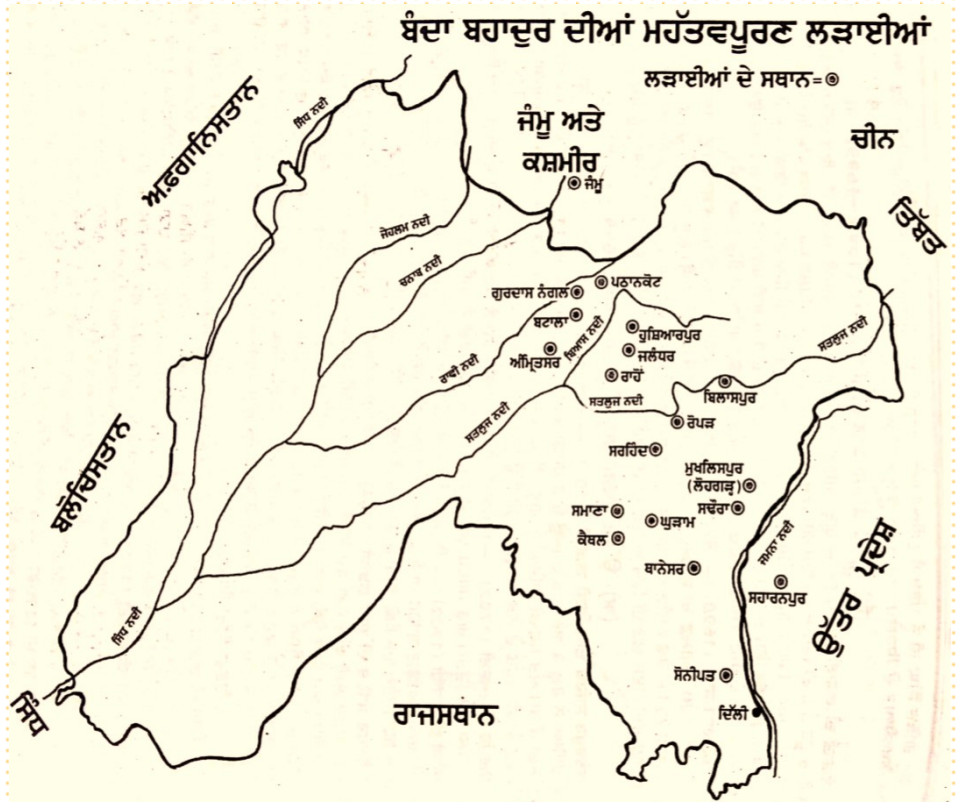 ਬੰਦਾ ਬਹਾਦੁਰ ਦੀਆਂ ਮਹੱਤਵਪੂਰਣ ਲੜਾਈਆਂ
ਲੜਾਈਆਂ ਦੇ ਸਥਾਨ=
ਅਫ਼ਗਾਨਿਸਤਾਨ
ਸਿੰਧ ਨਦੀ
ਜੰਮੂ ਅਤੇ
ਕਸ਼ਮੀਰ
ਜੰਮੂ
ਚੀਨ
ਤਿੱਬਤ
ਜੇਹਲਮ ਨਦੀ
ਚਨਾਬ ਨਦੀ
ਗੁਰਦਾਸ ਨੰਗਲ
ਪਠਾਨਕੋਟ
ਬਟਾਲਾ
ਬਿਆਸ ਨਦੀ
ਹੁਸ਼ਿਆਰਪੁਰ
ਅੰਮ੍ਰਿਤਸਰ
ਜਲੰਧਰ
ਸਤਲੁਜ ਨਦੀ
ਰਾਵੀ ਨਦੀ
ਰਾਹੋਂ
ਬਿਲਾਸਪੁਰ
ਸਤਲੁਜ ਨਦੀ
ਸਤਲੁਜ ਨਦੀ
ਰੋਪੜ
ਬਲੋਚਿਸਤਾਨ
ਸਰਹਿੰਦ
ਮੁਖਲਿਸਪੁਰ
(ਲੋਹਗੜ੍ਹ)
ਸਢੌਰਾ
ਸਮਾਣਾ
ਘੁੜਾਮ
ਕੈਥਲ
ਜਮਨਾ ਨਦੀ
ਥਾਨੇਸਰ
ਸਹਾਰਨਪੁਰ
ਉੱਤਰ ਪ੍ਰਦੇਸ਼
ਸਿੰਧ ਨਦੀ
ਸੋਨੀਪਤ
ਸਿੰਧ
ਰਾਜਸਥਾਨ
ਦਿੱਲੀ